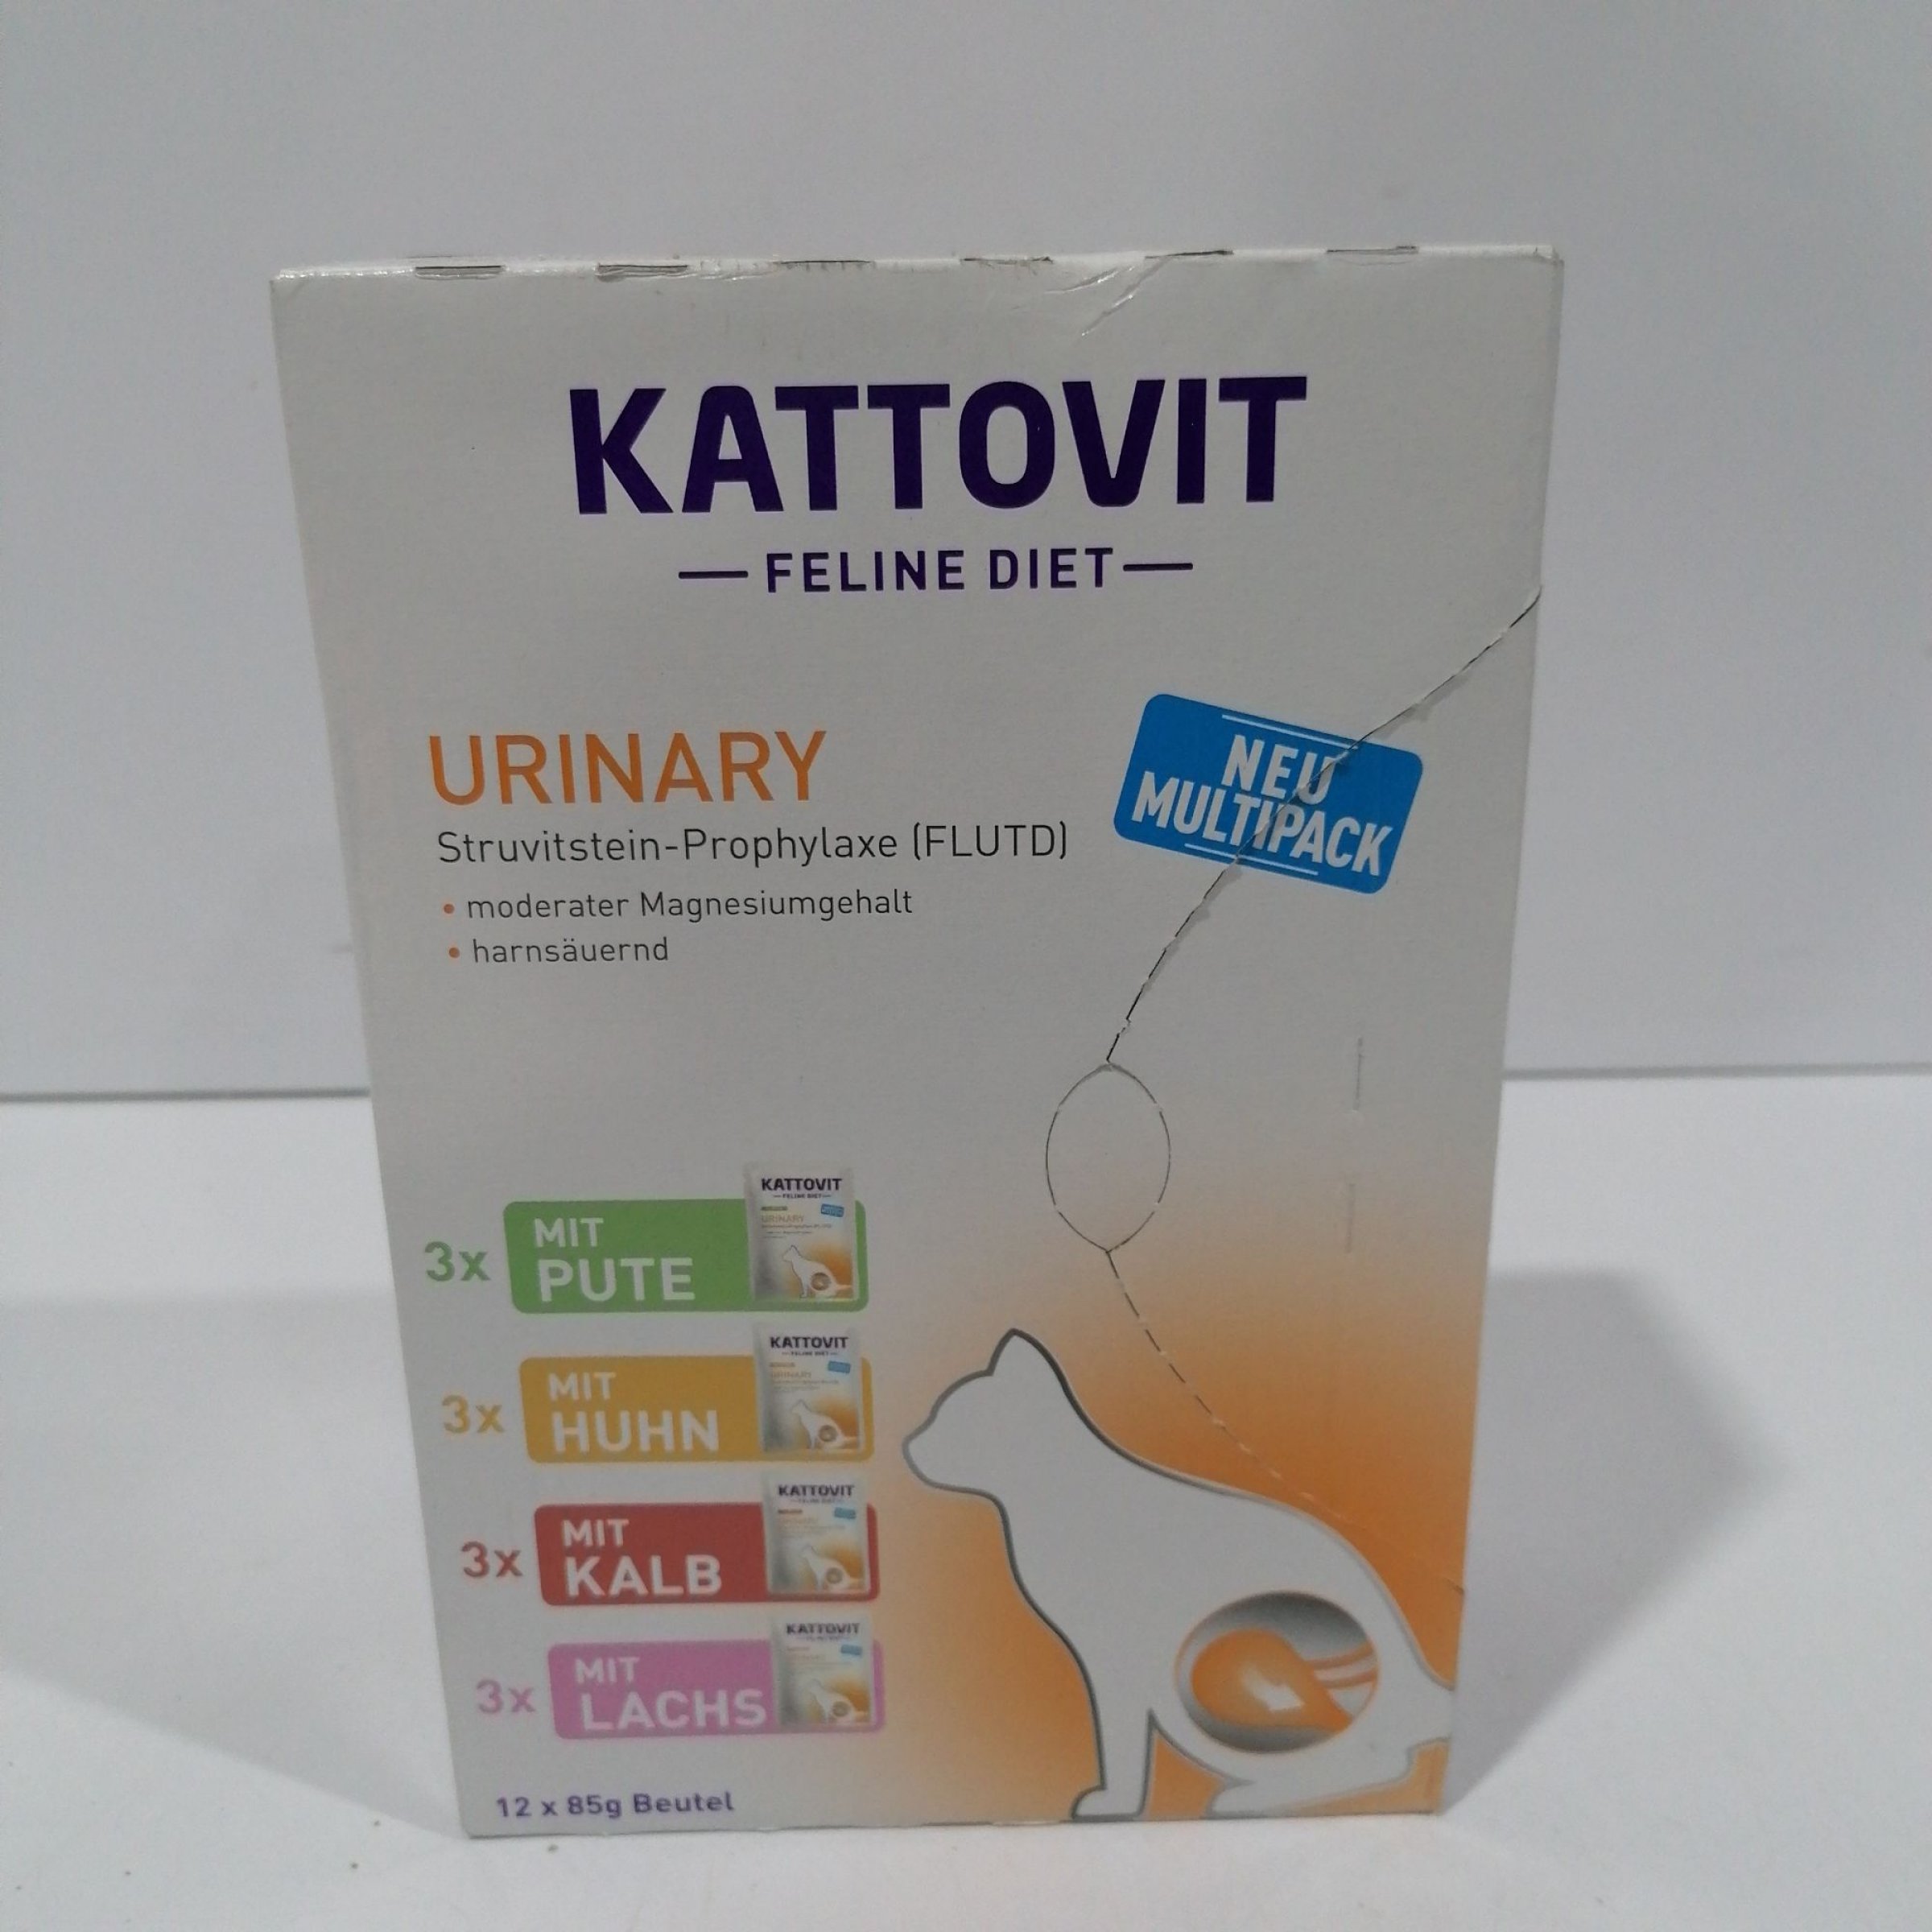 KATTOVIT
FELINE DIET
URINARY
Struvitstein-Prophylaxe (FLUTD)
• moderater Magnesiumgehalt
• harnsäuernd
NEU
MULTIPACK
3x
MIT
PUTE
KATTOVIT
FELINE DIET
URINARY
3x
MIT
HUHN
KATTOVIT
FELINE DIET
URINARY
3x
MIT
KALB
KATTOVIT
3x
MIT
LACHS
KATTOVIT
12 x 85g Beutel